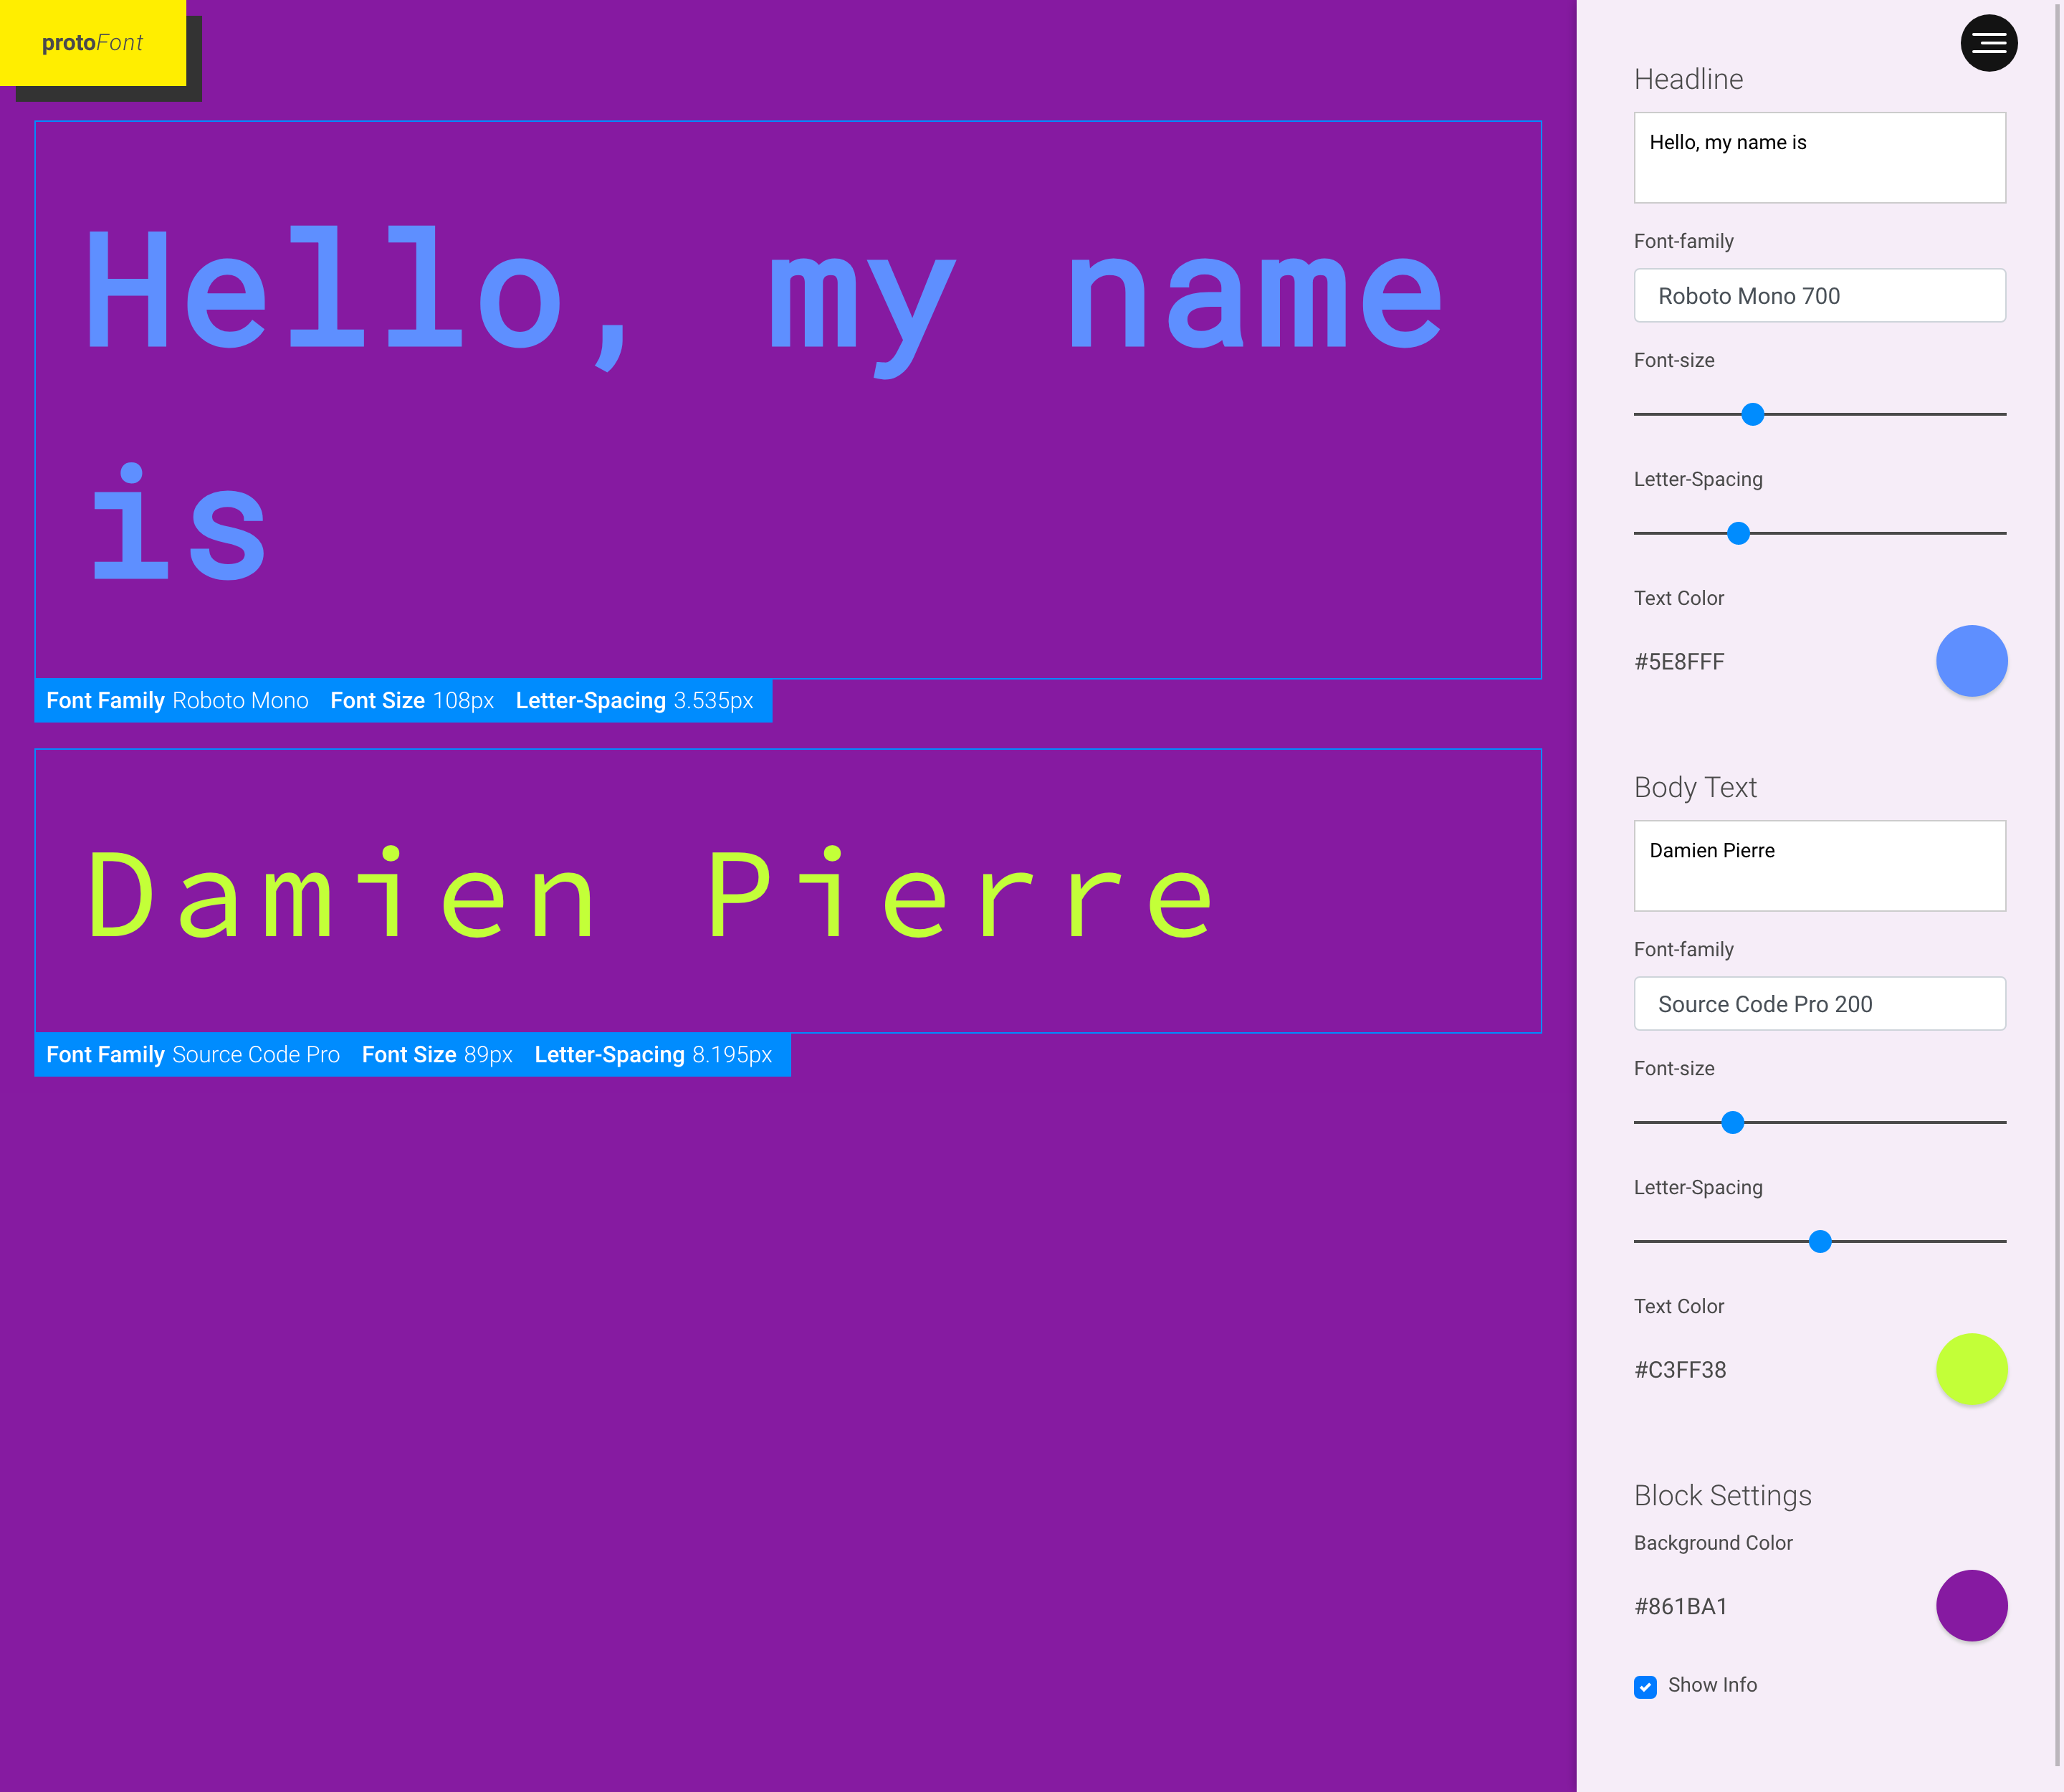 protoFont
Hello, my name
is
Font Family Roboto Mono Font Size 108px Letter-Spacing 3.535px
Damien Pierre
Font Family Source Code Pro Font Size 89px Letter-Spacing 8.195px
Headline
Hello, my name is
Font-family
Roboto Mono 700
Font-size
Letter-Spacing
Text Color
#5E8FFF
Body Text
Damien Pierre
Font-family
Source Code Pro 200
Font-size
Letter-Spacing
Text Color
#C3FF38
Block Settings
Background Color
#861BA1
Show Info